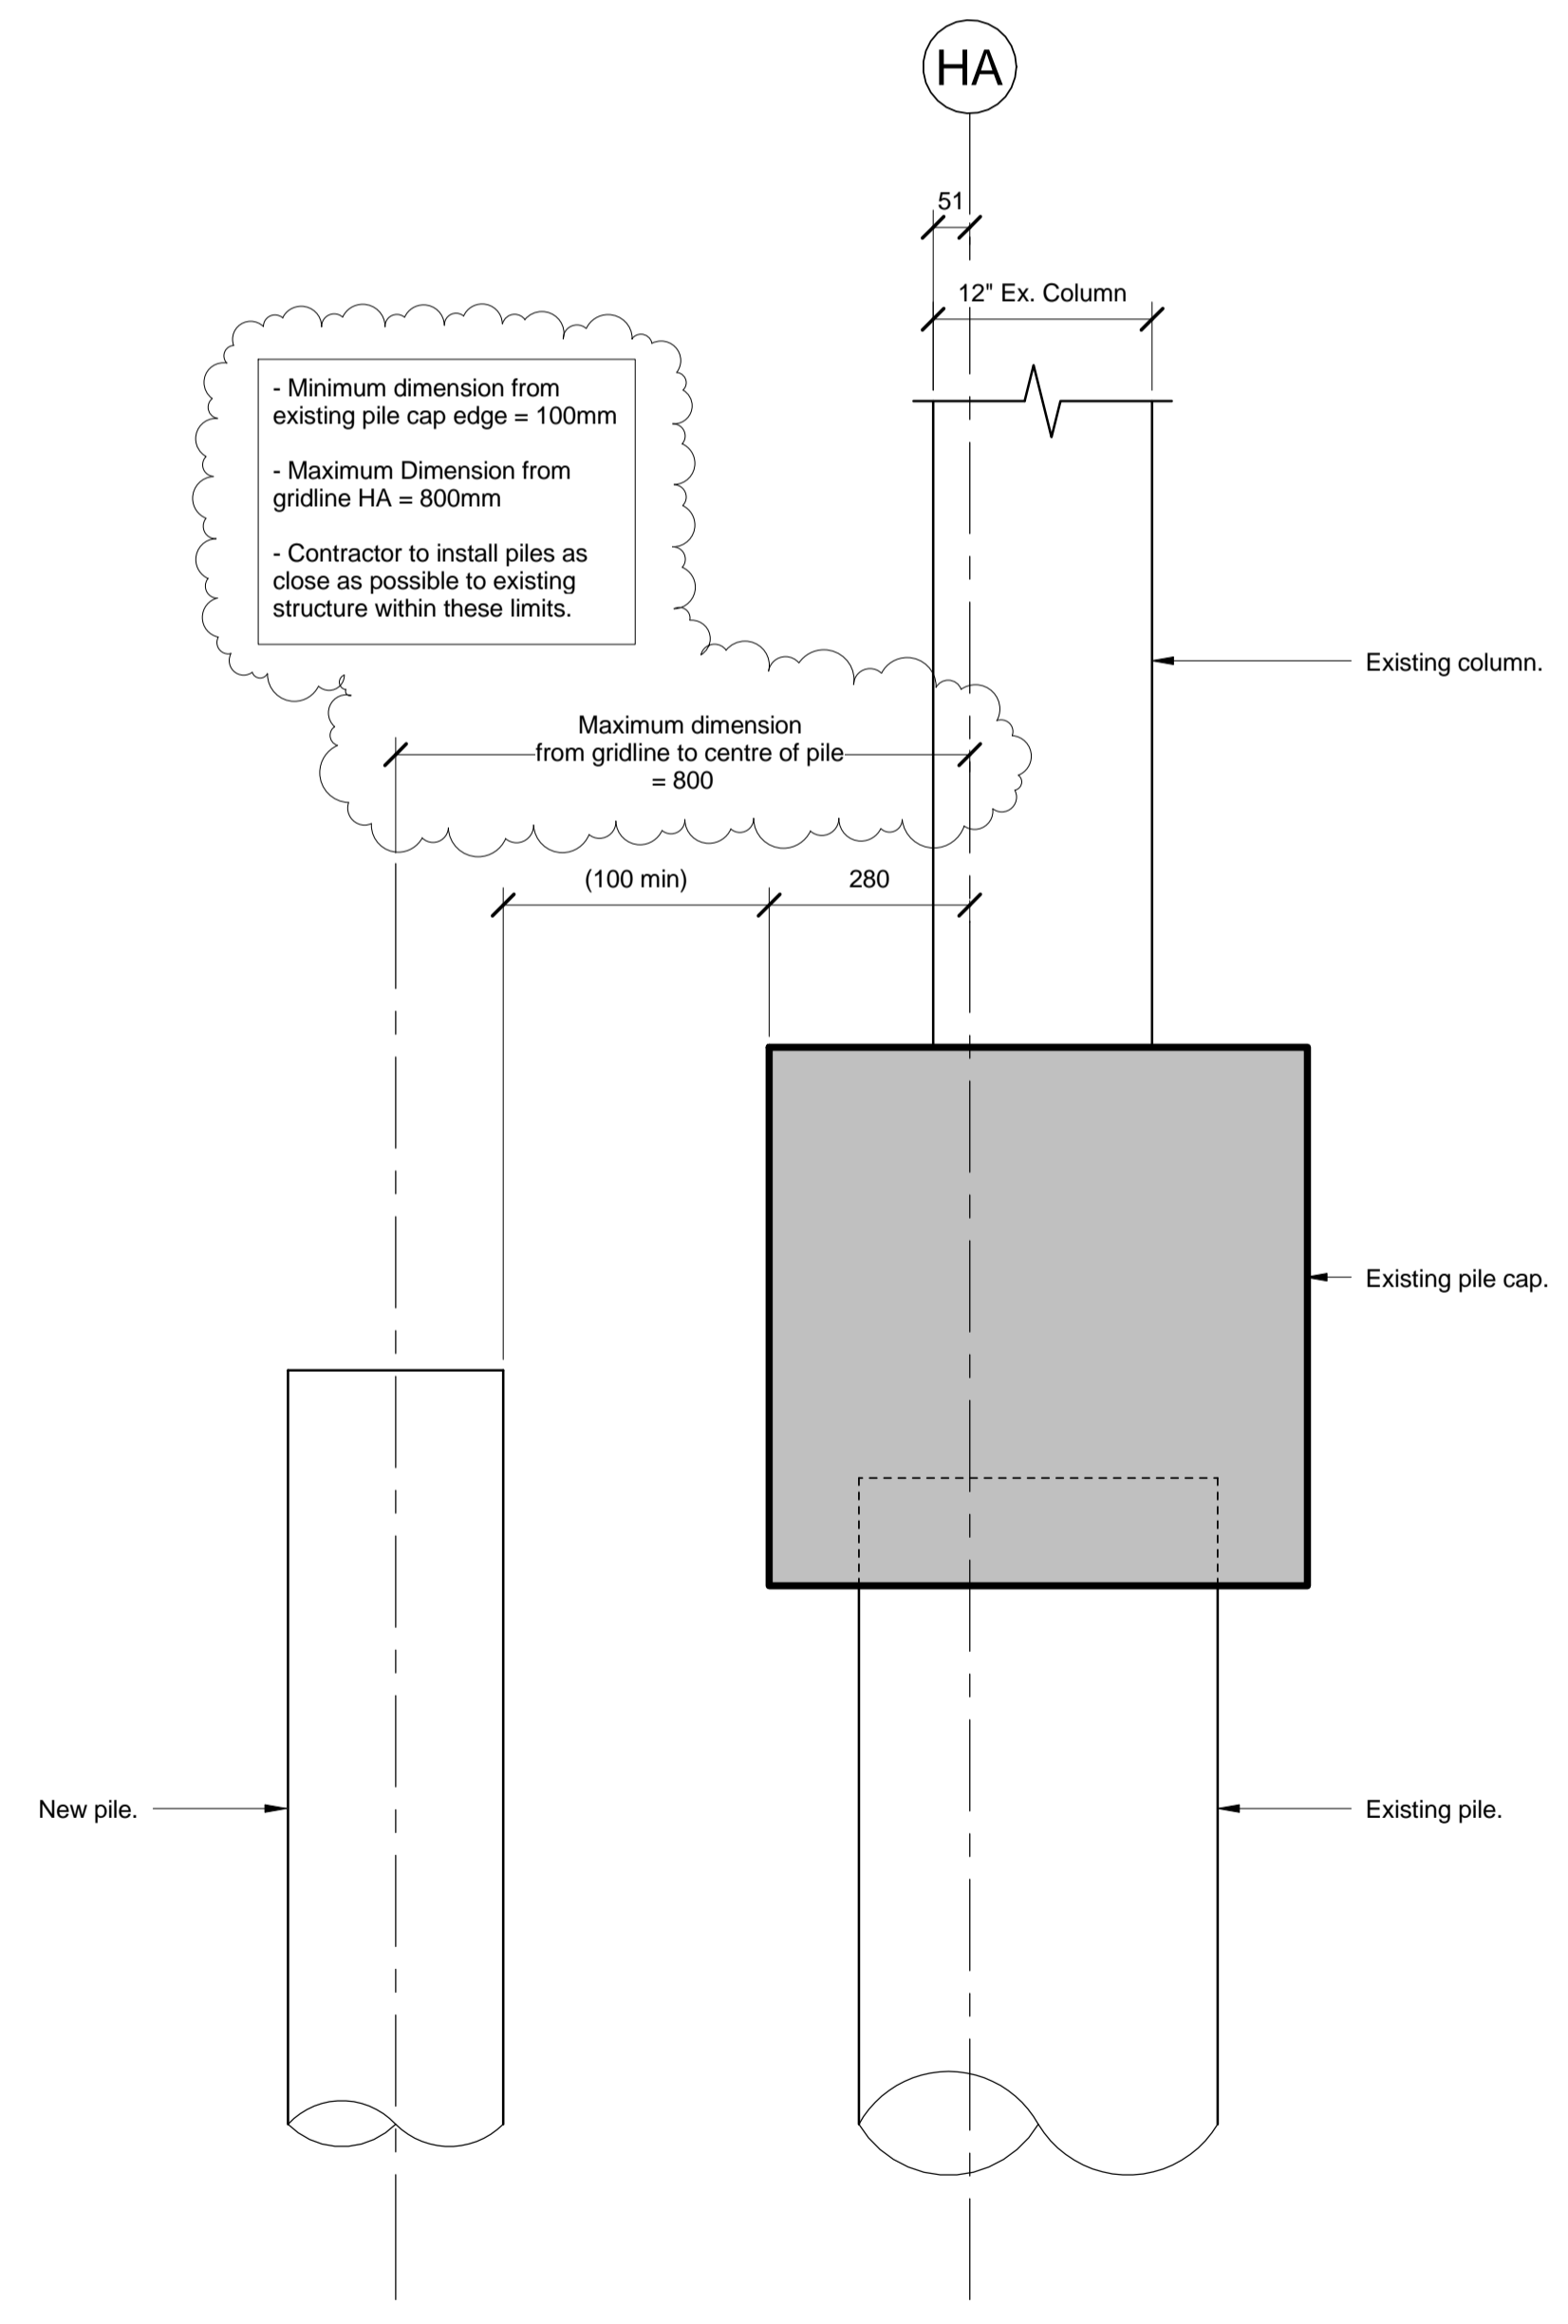 HA
51
12" Ex. Column
- Minimum dimension from
existing pile cap edge = 100mm
- Maximum Dimension from
gridline HA = 800mm
- Contractor to install piles as
close as possible to existing
structure within these limits.
Existing column.
Maximum dimension
from gridline to centre of pile
= 800
(100 min)
280
Existing pile cap.
New pile.
Existing pile.